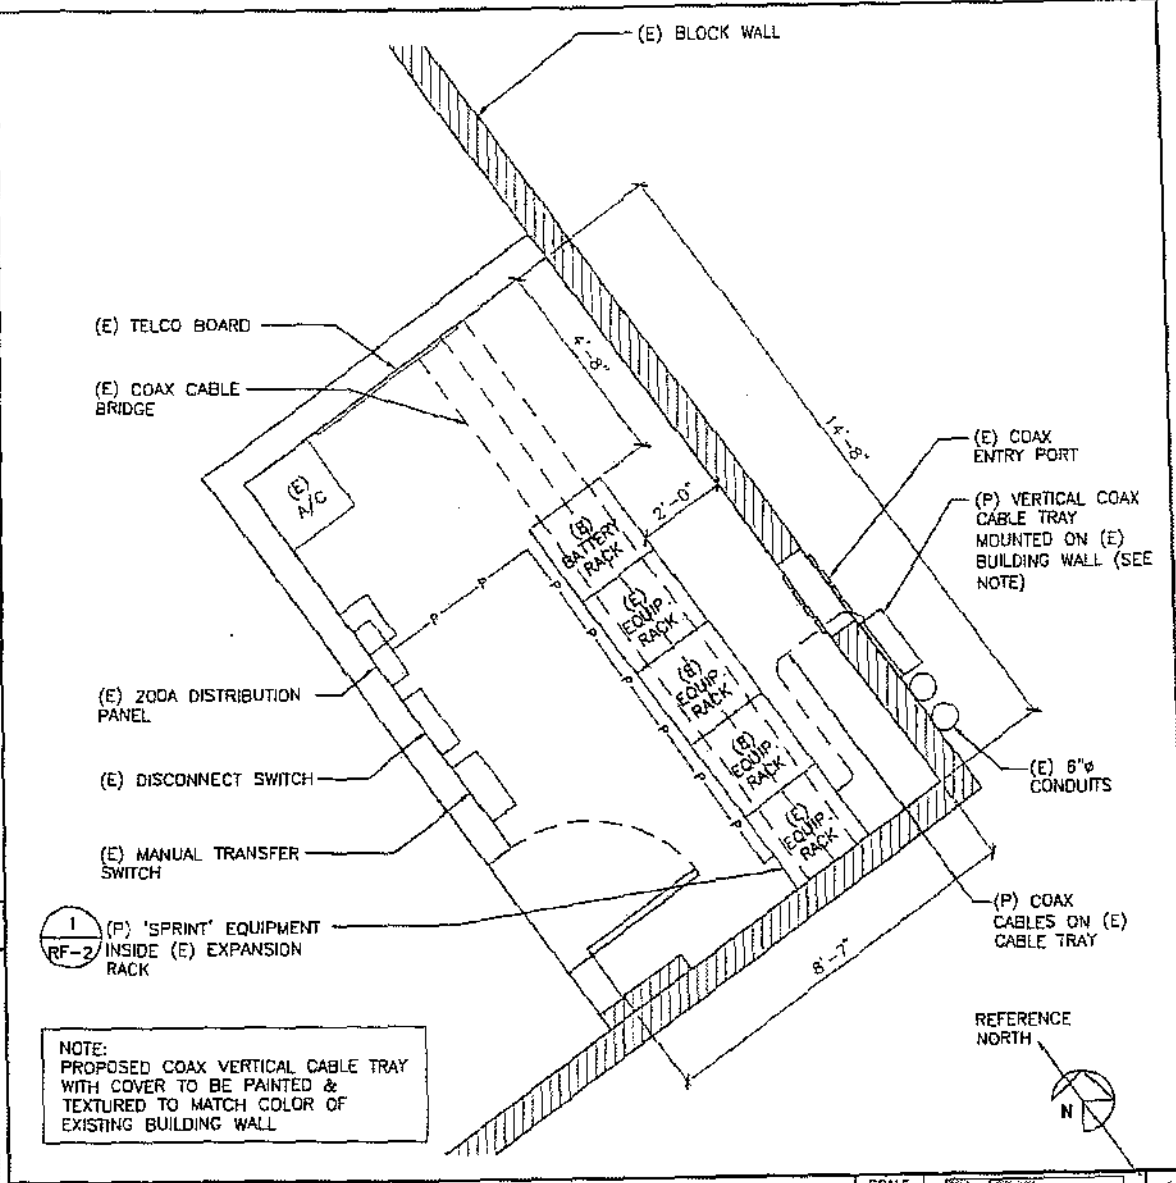 (E) BLOCK WALL
(E) TELCO BOARD
(E) COAX CABLE
BRIDGE
4'-8"
14'-8"
(E) COAX
ENTRY PORT
(P) VERTICAL COAX
CABLE TRAY
MOUNTED ON (E)
BUILDING WALL (SEE
NOTE)
(E)
A/C
2'-0"
(E)
BATTERY
RACK
(E)
EQUIP
RACK
(E)
EQUIP
RACK
(E)
EQUIP
RACK
(E)
EQUIP
RACK
P
P
P
P
P
P
P
(E) 200A DISTRIBUTION
PANEL
(E) DISCONNECT SWITCH
(E) MANUAL TRANSFER
SWITCH
(E) 6"ø
CONDUITS
1
RF-2
(P) 'SPRINT' EQUIPMENT
INSIDE (E) EXPANSION
RACK
(P) COAX
CABLES ON (E)
CABLE TRAY
8'-7"
NOTE:
PROPOSED COAX VERTICAL CABLE TRAY
WITH COVER TO BE PAINTED &
TEXTURED TO MATCH COLOR OF
EXISTING BUILDING WALL
REFERENCE
NORTH
N